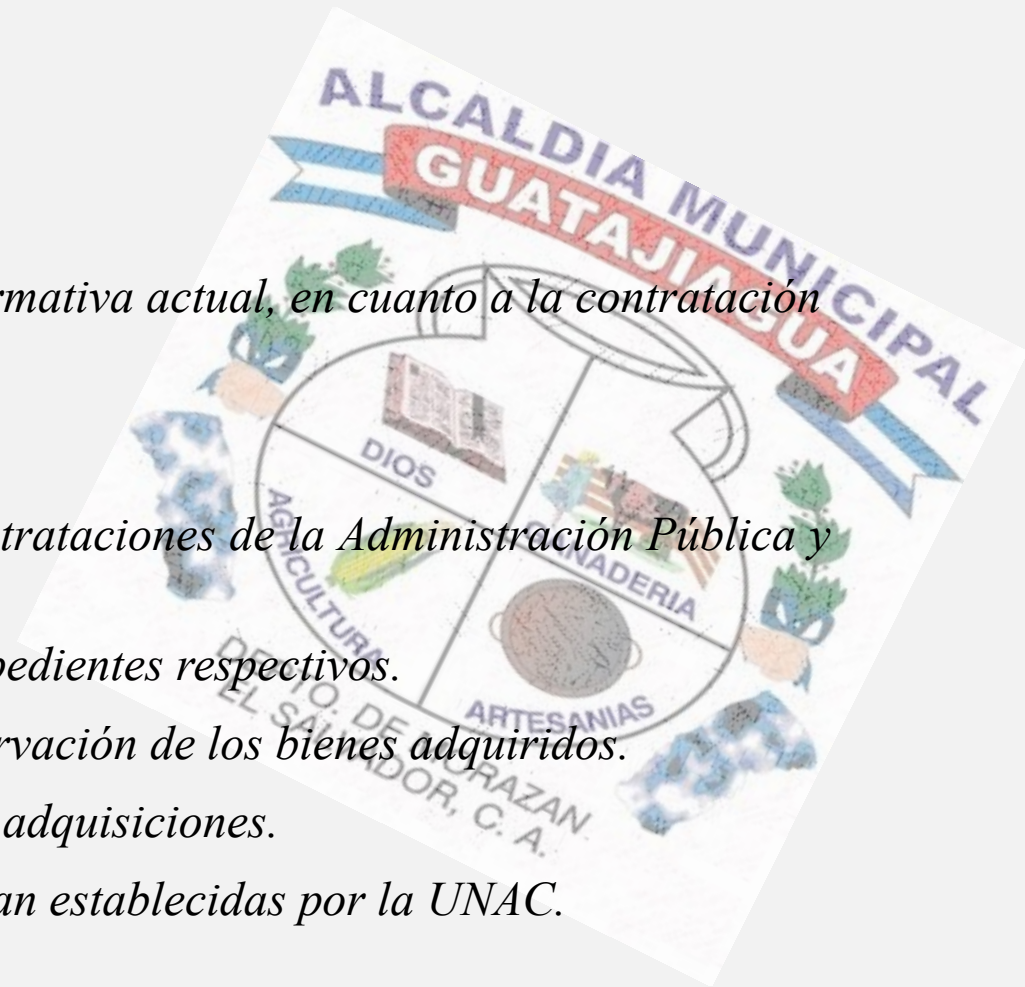 ALCALDIA MUNICIPAL
GUATAJIAGUA
rmativa actual, en cuanto a la contratación
DIOS
AGRICULTURA
trataciones de la Administración Pública y
GANADERIA
pedientes respectivos.
ARTESANIAS
DEPTO. DE MORAZAN
EL SALVADOR, C. A.
rvación de los bienes adquiridos.
adquisiciones.
an establecidas por la UNAC.